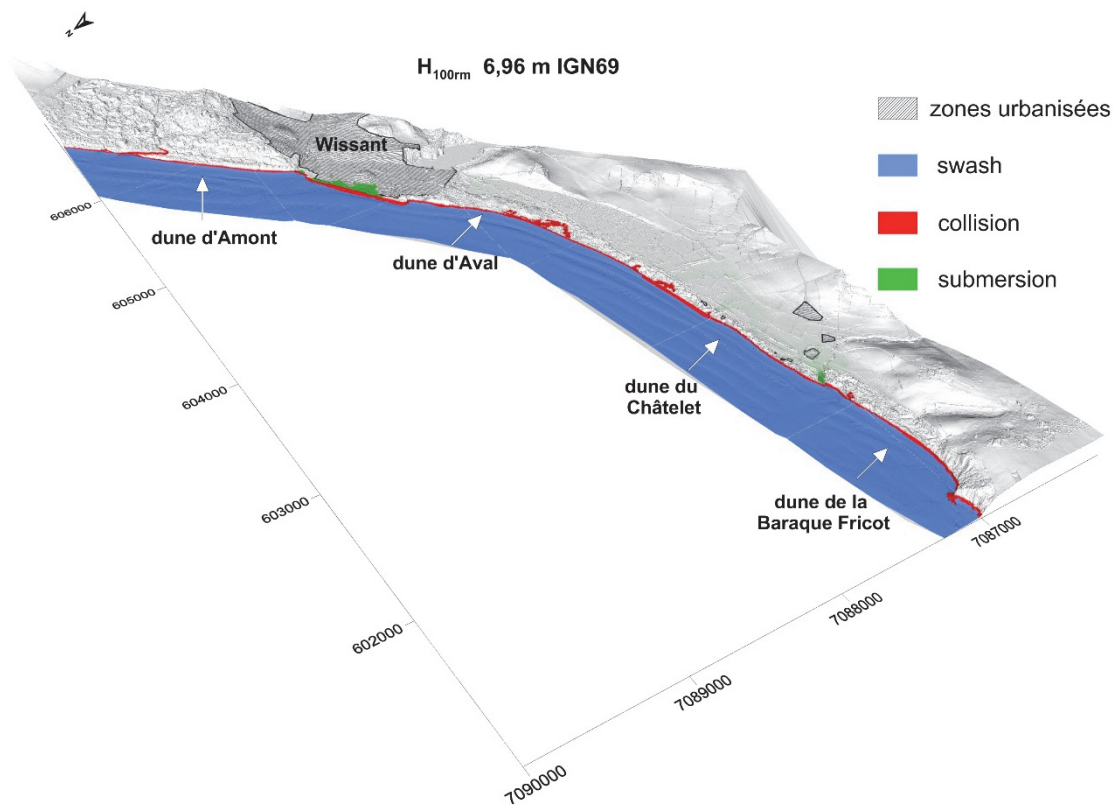 N
H100rm 6,96 m IGN69
zones urbanisées
swash
collision
submersion
Wissant
dune d'Amont
dune d'Aval
dune du
Châtelet
dune de la
Baraque Fricot
606000
605000
604000
603000
602000
7090000
7089000
7088000
7087000